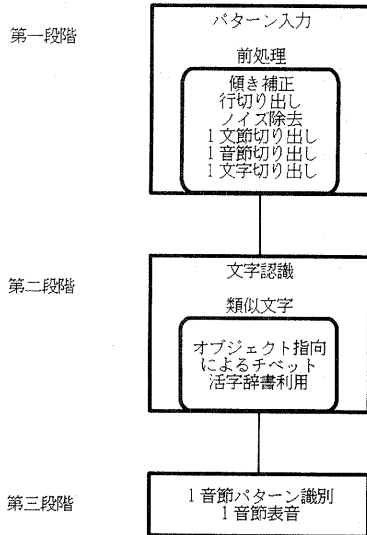 第一段階
パターン入力
前処理
傾き補正
行切り出し
ノイズ除去
1文節切り出し
1音節切り出し
1文字切り出し
第二段階
文字認識
類似文字
オブジェクト指向
によるチベット
活字辞書利用
第三段階
1音節パターン識別
1音節表音